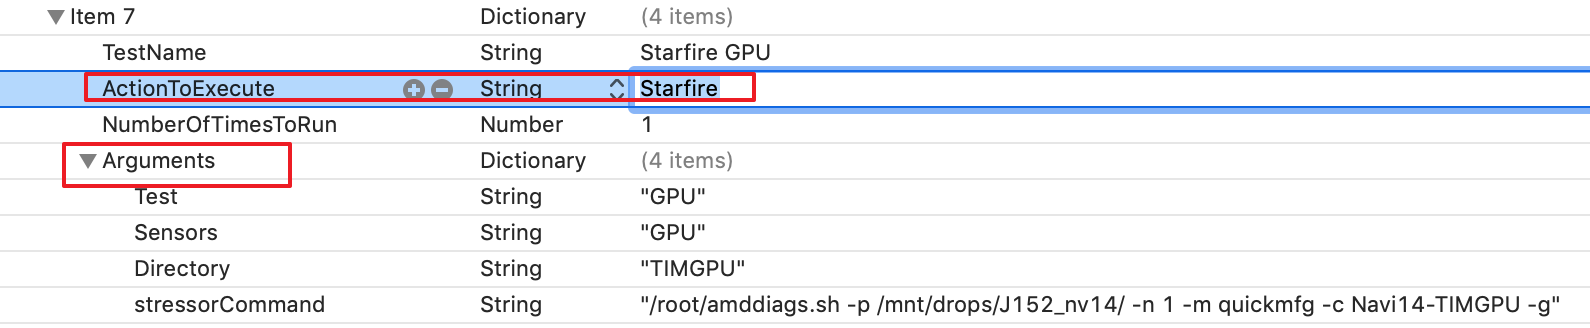 Item 7 Dictionary (4 items)
TestName String Starfire GPU
ActionToExecute String Starfire
NumberOfTimesToRun Number 1
Arguments Dictionary (4 items)
Test String "GPU"
Sensors String "GPU"
Directory String "TIMGPU"
stressorCommand String "/root/amddiags.sh -p /mnt/drops/J152_nv14/ -n 1 -m quickmfg -c Navi14-TIMGPU -g"